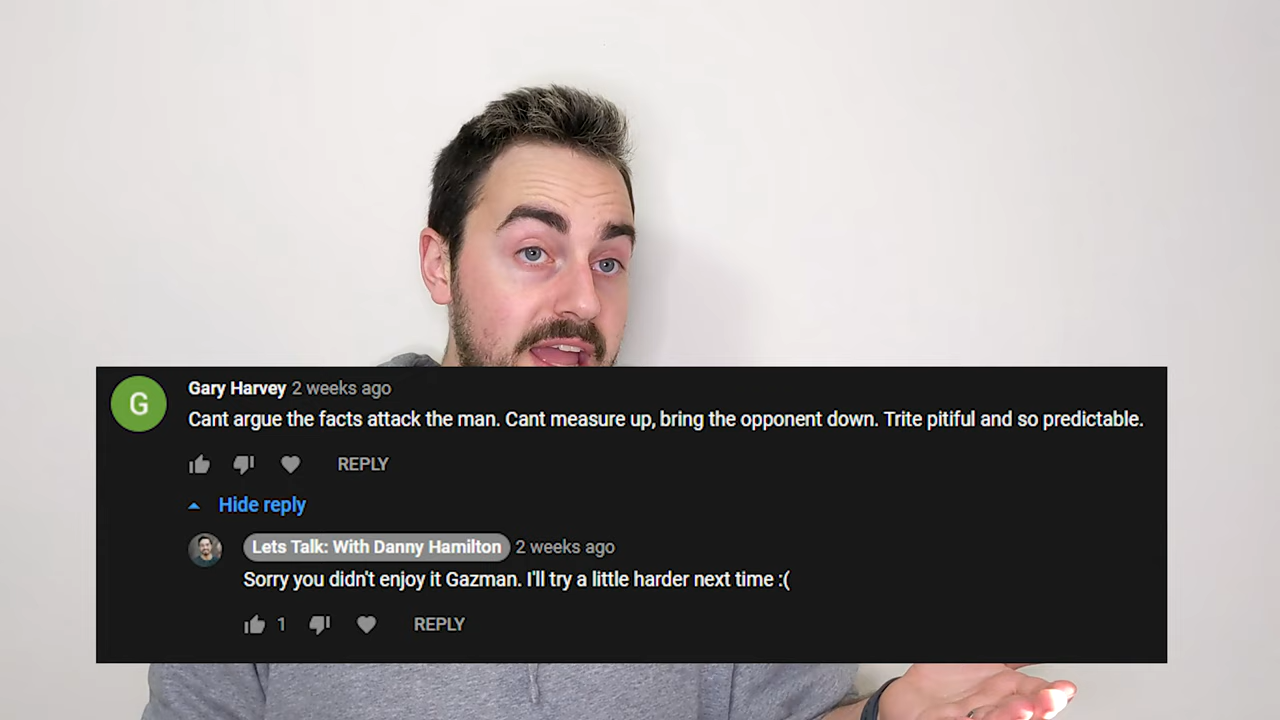 G
Gary Harvey 2 weeks ago
Cant argue the facts attack the man. Cant measure up, bring the opponent down. Trite pitiful and so predictable.
REPLY
Hide reply
Lets Talk: With Danny Hamilton 2 weeks ago
Sorry you didn't enjoy it Gazman. I'll try a little harder next time :(
1 REPLY